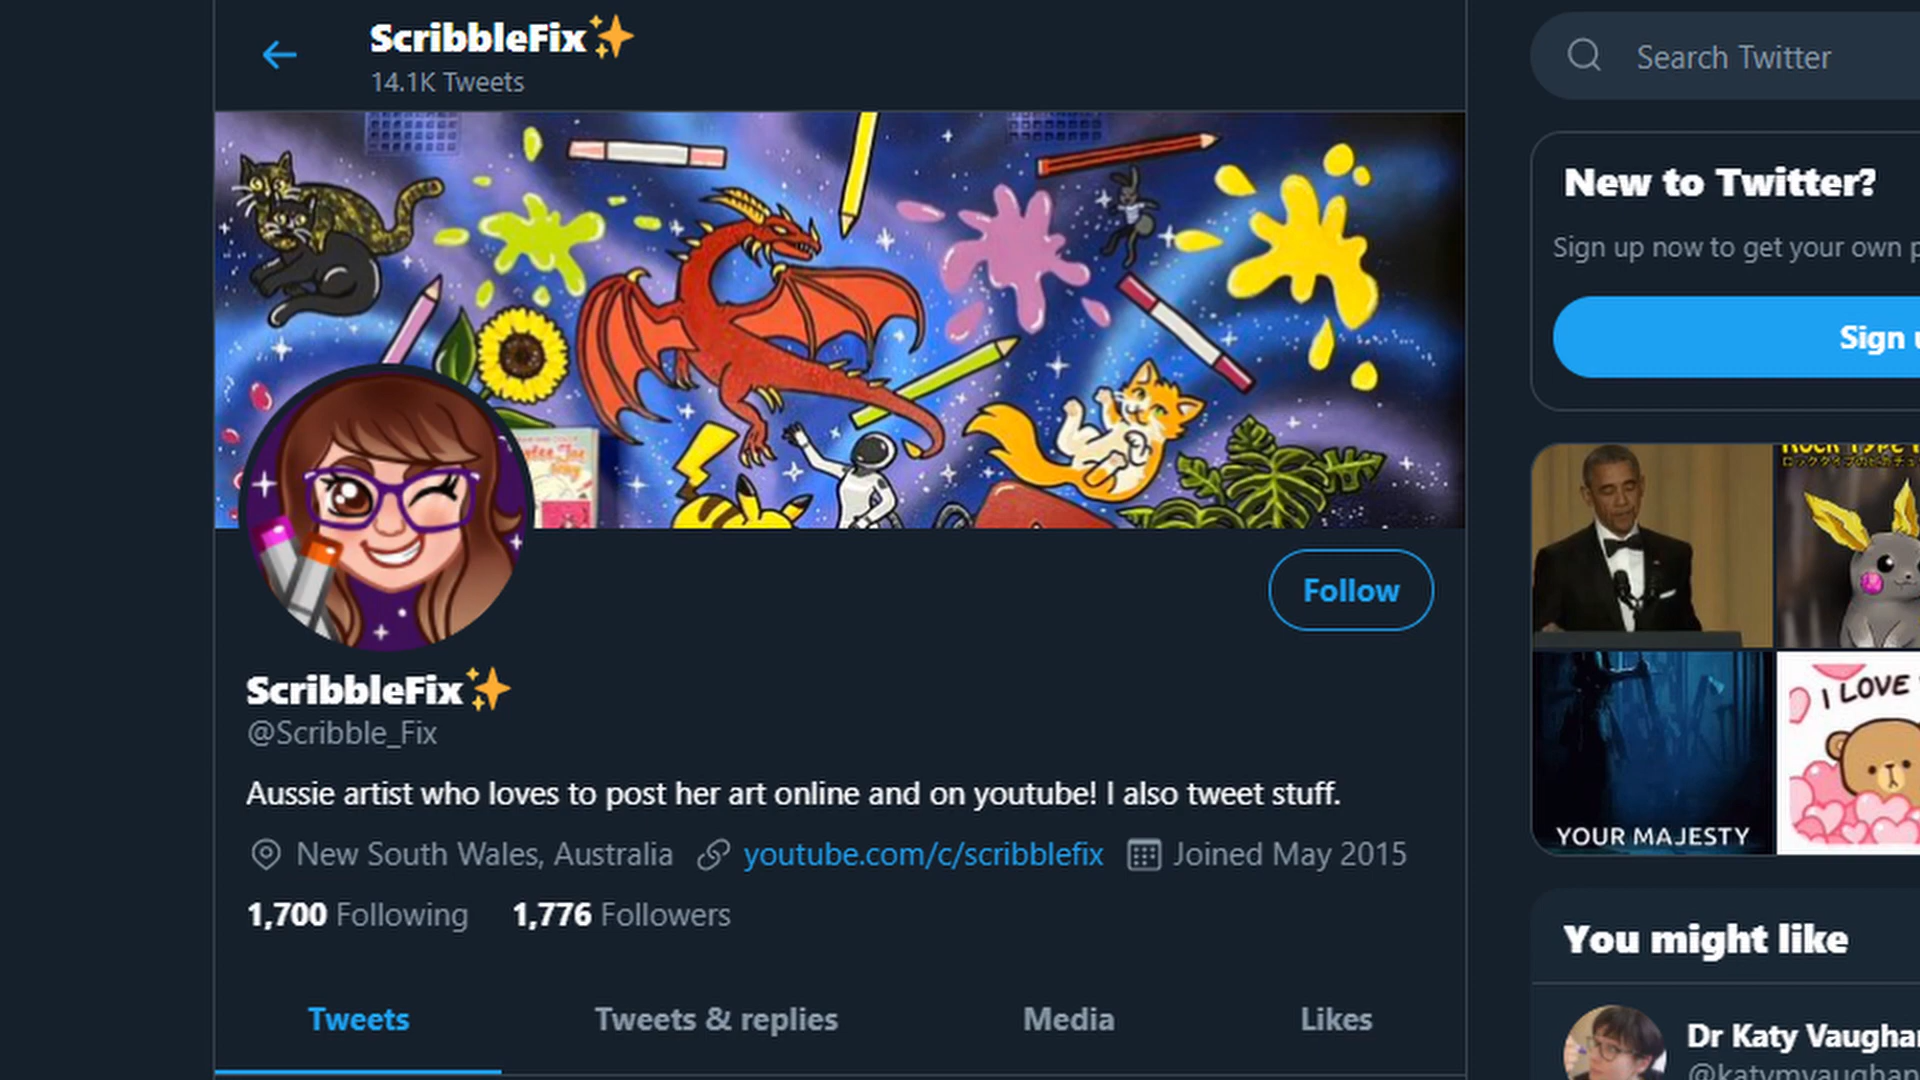 ScribbleFix✨
14.1K Tweets
Search Twitter
New to Twitter?
Sign up now to get your own p
Sign u
Follow
ScribbleFix✨
@Scribble_Fix
Aussie artist who loves to post her art online and on youtube! I also tweet stuff.
New South Wales, Australia youtube.com/c/scribblefix Joined May 2015
1,700 Following 1,776 Followers
I LOVE
YOUR MAJESTY
You might like
Tweets Tweets & replies Media Likes
Dr Katy Vaughan
@katymvaughan